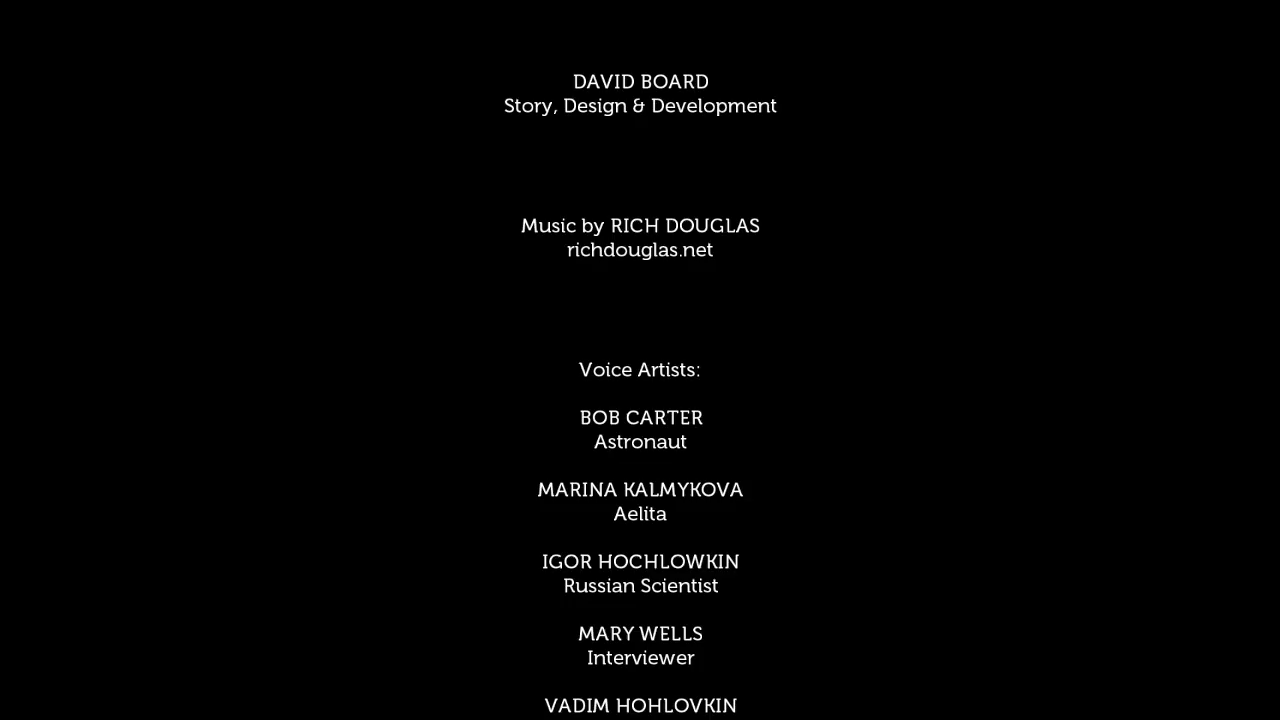 DAVID BOARD
Story, Design & Development
Music by RICH DOUGLAS
richdouglas.net
Voice Artists:
BOB CARTER
Astronaut
MARINA KALMYKOVA
Aelita
IGOR HOCHLOWKIN
Russian Scientist
MARY WELLS
Interviewer
VADIM HOHLOVKIN